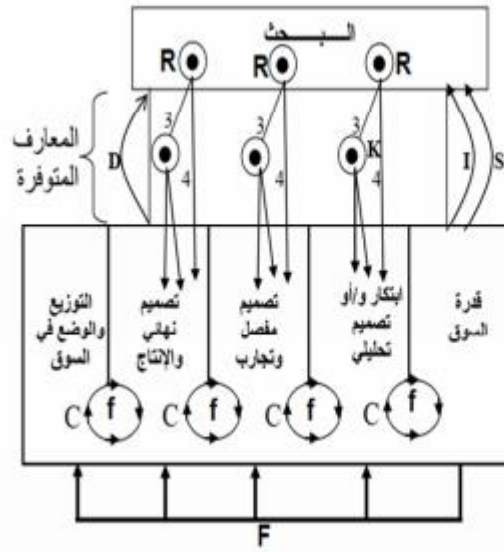 الـبـحـث
R R R
3 3 3
المعارف
المتوفرة
D K I S
4 4 4
قدرة
السوق
ابتكار و/أو
تصميم
تحليلي
تصميم
مفصل
وتجارب
تصميم
نهائي
والإنتاج
التوزيع
والوضع في
السوق
C f C f C f C f
F